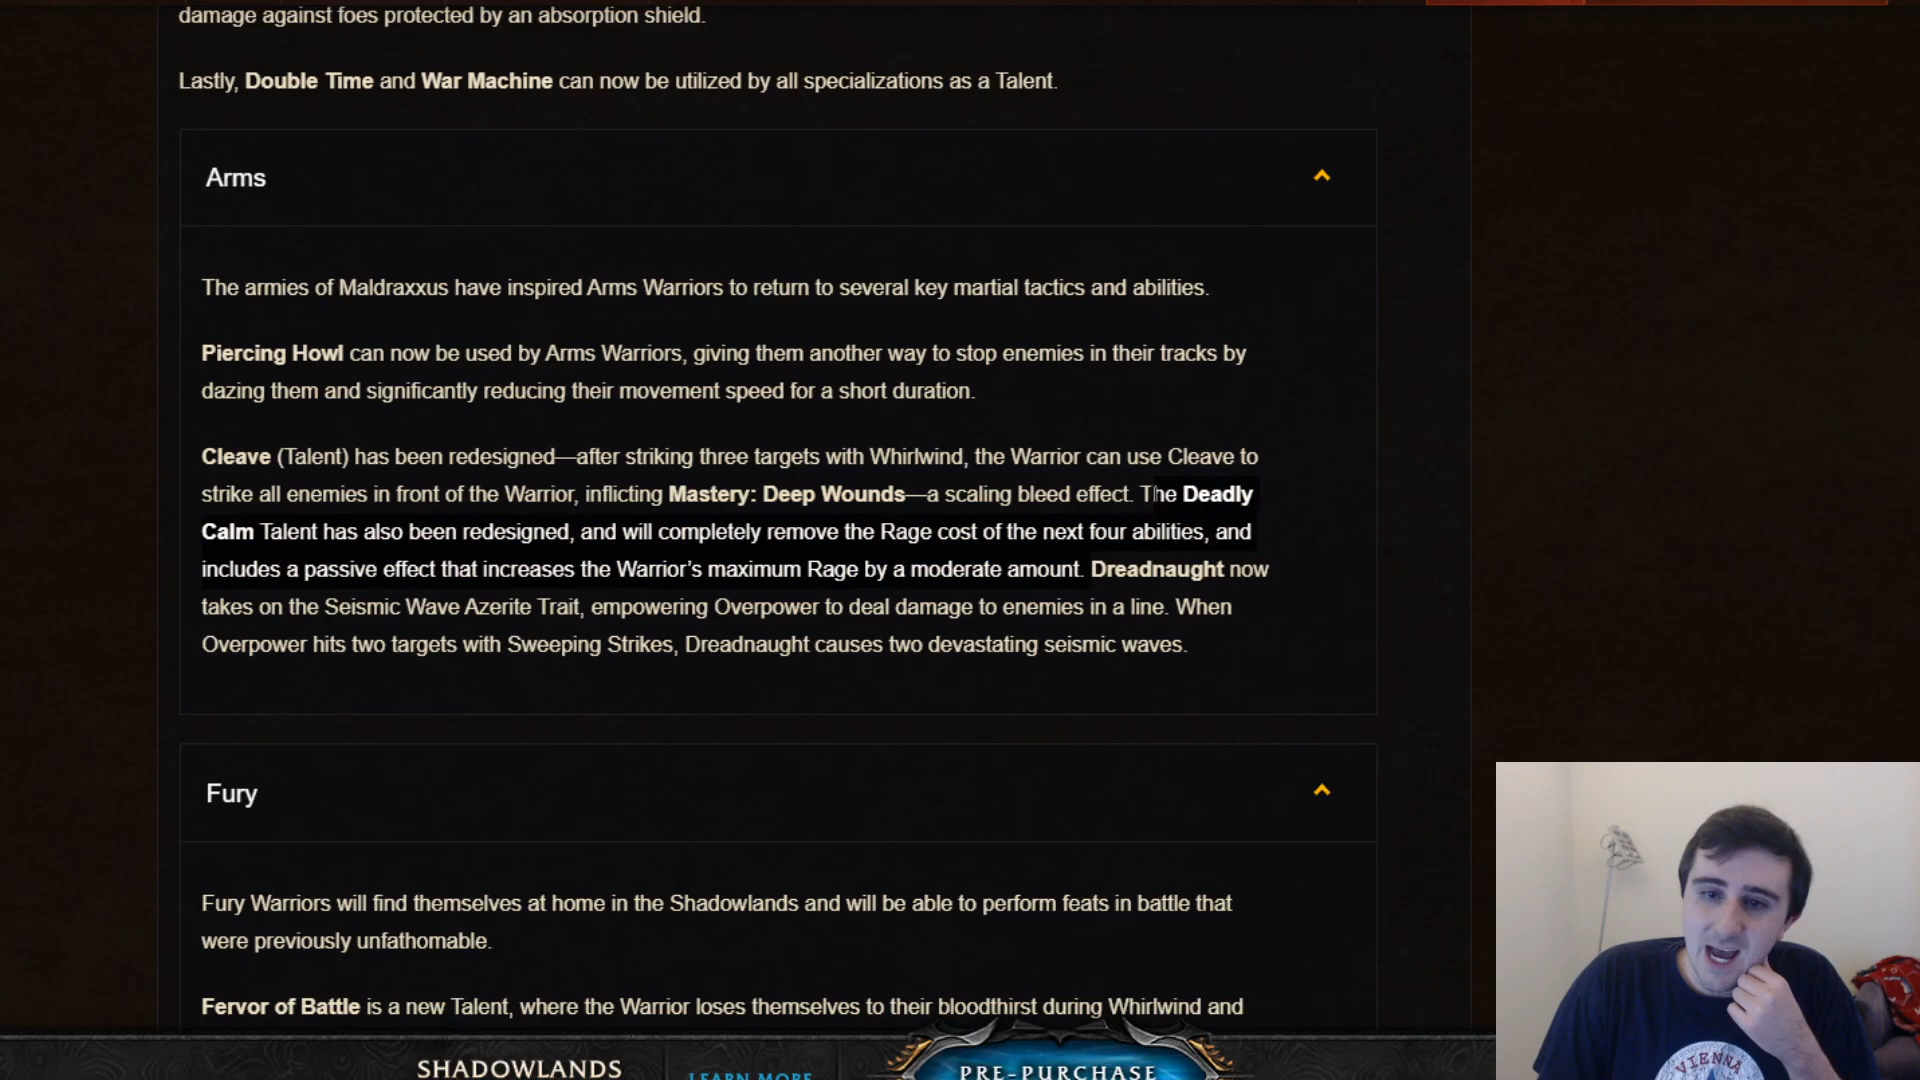 damage against foes protected by an absorption shield.
Lastly, Double Time and War Machine can now be utilized by all specializations as a Talent.
Arms
The armies of Maldraxxus have inspired Arms Warriors to return to several key martial tactics and abilities.
Piercing Howl can now be used by Arms Warriors, giving them another way to stop enemies in their tracks by
dazing them and significantly reducing their movement speed for a short duration.
Cleave (Talent) has been redesigned—after striking three targets with Whirlwind, the Warrior can use Cleave to
strike all enemies in front of the Warrior, inflicting Mastery: Deep Wounds—a scaling bleed effect. The Deadly
Calm Talent has also been redesigned, and will completely remove the Rage cost of the next four abilities, and
includes a passive effect that increases the Warrior's maximum Rage by a moderate amount. Dreadnaught now
takes on the Seismic Wave Azerite Trait, empowering Overpower to deal damage to enemies in a line. When
Overpower hits two targets with Sweeping Strikes, Dreadnaught causes two devastating seismic waves.
Fury
Fury Warriors will find themselves at home in the Shadowlands and will be able to perform feats in battle that
were previously unfathomable.
Fervor of Battle is a new Talent, where the Warrior loses themselves to their bloodthirst during Whirlwind and
SHADOWLANDS
LEARN MORE
PRE-PURCHASE
VIENNA